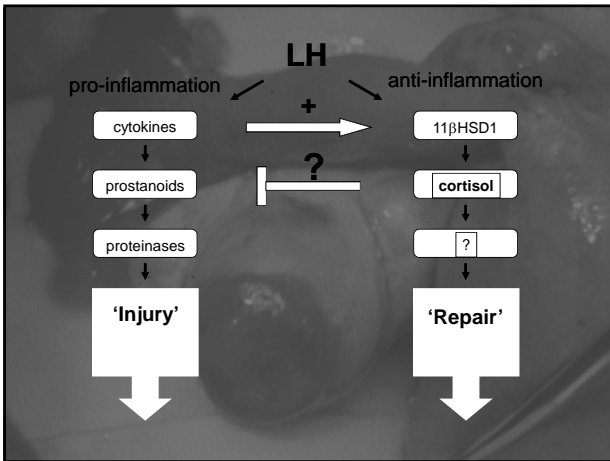 LH
pro-inflammation
anti-inflammation
+
cytokines
11βHSD1
?
prostanoids
cortisol
proteinases
?
‘Injury’
‘Repair’